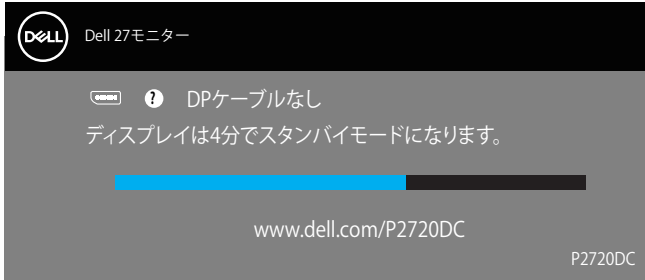 DELL
Dell 27モニター
? DPケーブルなし
ディスプレイは4分でスタンバイモードになります。
www.dell.com/P2720DC
P2720DC